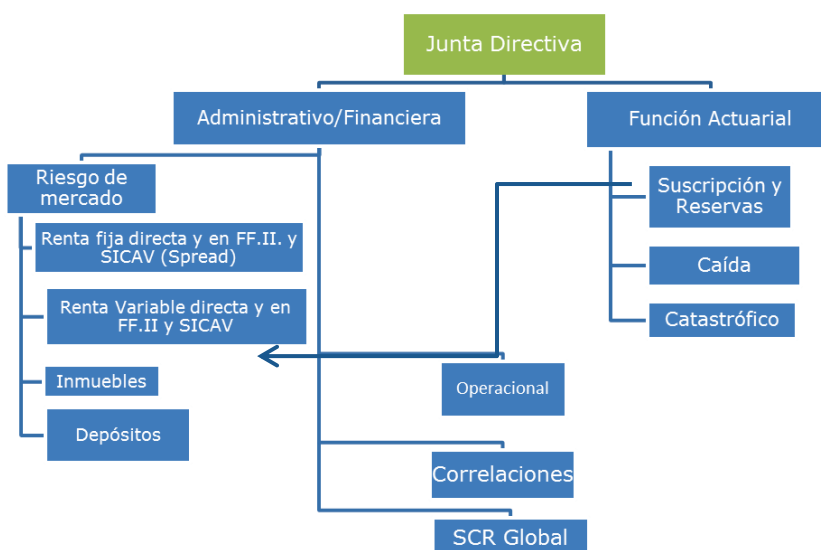 Junta Directiva
Administrativo/Financiera
Función Actuarial
Riesgo de
mercado
Renta fija directa y en FF.II. y
SICAV (Spread)
Renta Variable directa y en
FF.II y SICAV
Inmuebles
Depósitos
Operacional
Correlaciones
SCR Global
Suscripción y
Reservas
Caída
Catastrófico